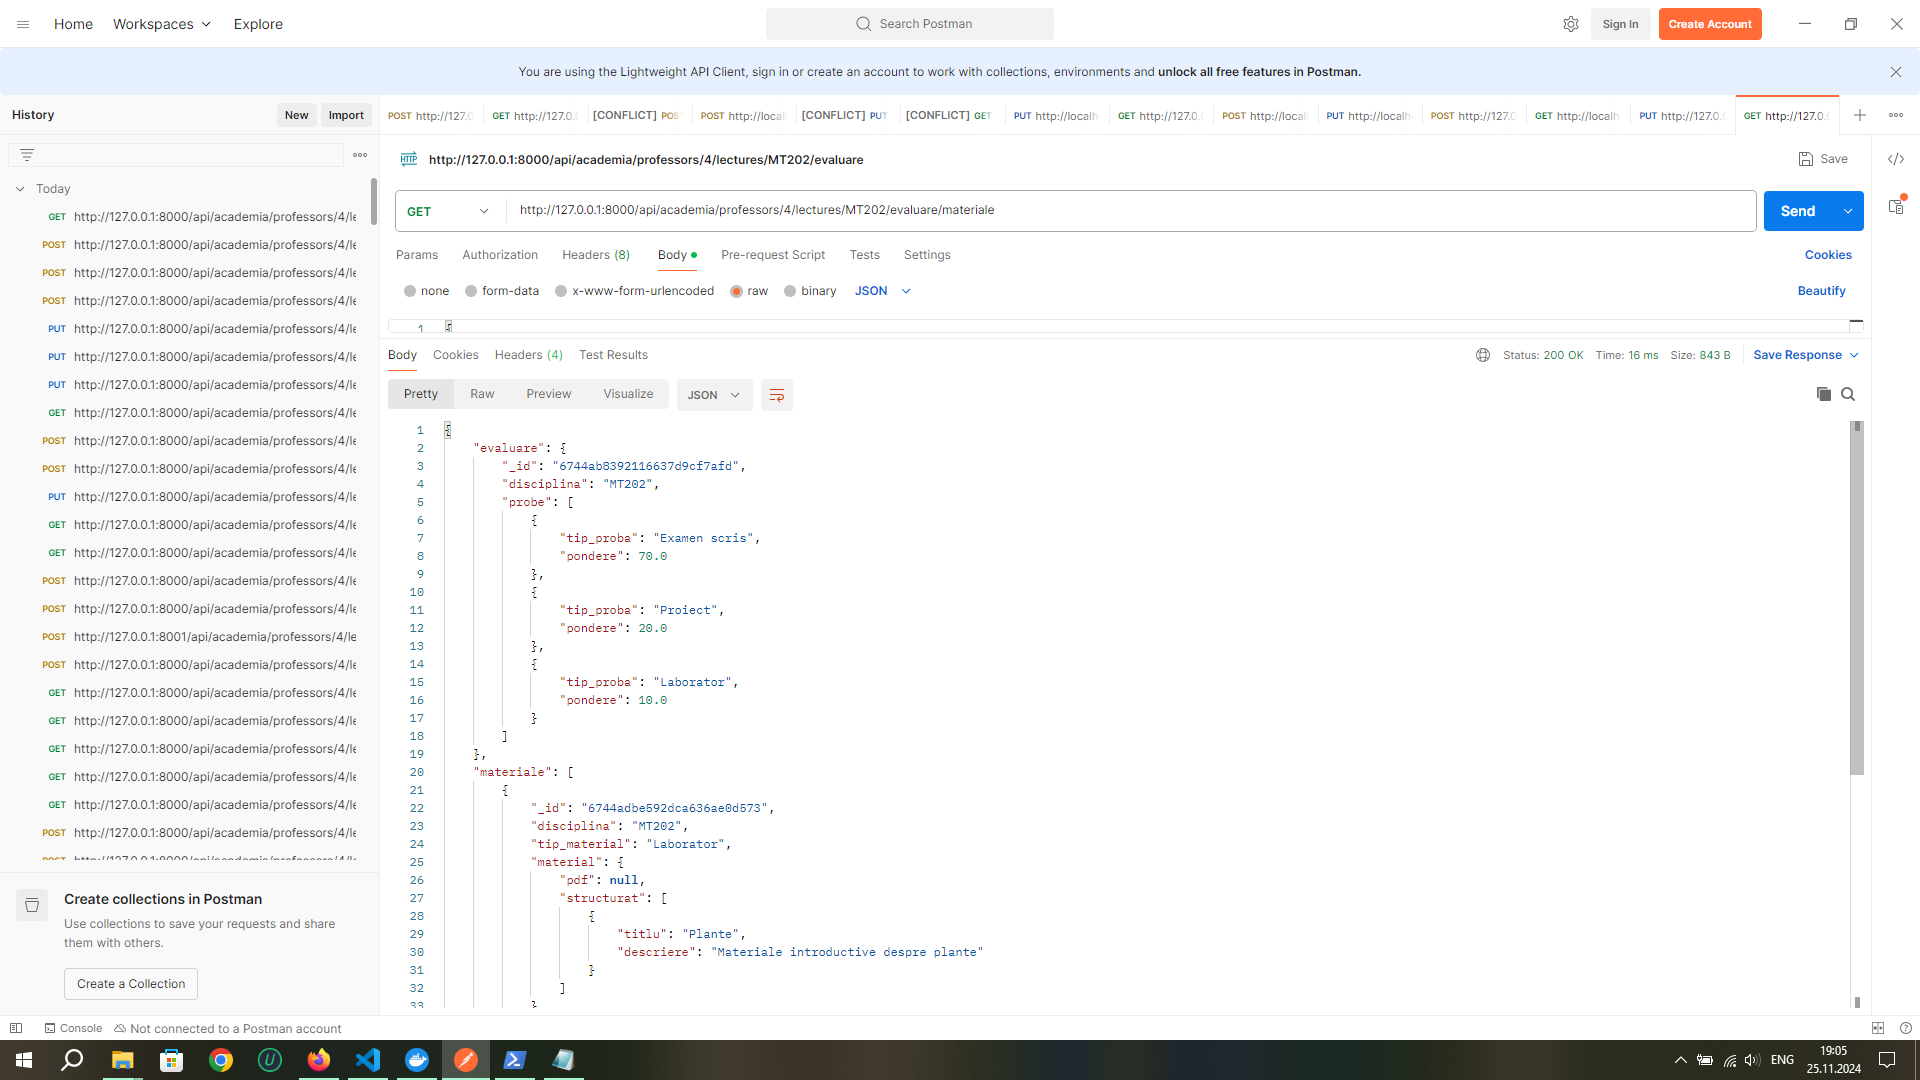 Home Workspaces Explore Search Postman Sign In Create Account
You are using the Lightweight API Client, sign in or create an account to work with collections, environments and unlock all free features in Postman.
History New Import
POST http://127.0 GET http://127.0.0 [CONFLICT] POS POST http://local [CONFLICT] PUT [CONFLICT] GET PUT http://localh GET http://127.0. POST http://local PUT http://localh POST http://127.0 GET http://localh PUT http://127.0. GET http://127.0.
Today
GET http://127.0.0.1:8000/api/academia/professors/4/le
POST http://127.0.0.1:8000/api/academia/professors/4/le
POST http://127.0.0.1:8000/api/academia/professors/4/le
POST http://127.0.0.1:8000/api/academia/professors/4/le
PUT http://127.0.0.1:8000/api/academia/professors/4/le
PUT http://127.0.0.1:8000/api/academia/professors/4/le
PUT http://127.0.0.1:8000/api/academia/professors/4/le
GET http://127.0.0.1:8000/api/academia/professors/4/le
POST http://127.0.0.1:8000/api/academia/professors/4/le
POST http://127.0.0.1:8000/api/academia/professors/4/le
PUT http://127.0.0.1:8000/api/academia/professors/4/le
GET http://127.0.0.1:8000/api/academia/professors/4/le
GET http://127.0.0.1:8000/api/academia/professors/4/le
POST http://127.0.0.1:8000/api/academia/professors/4/le
POST http://127.0.0.1:8000/api/academia/professors/4/le
POST http://127.0.0.1:8001/api/academia/professors/4/le
POST http://127.0.0.1:8000/api/academia/professors/4/le
GET http://127.0.0.1:8000/api/academia/professors/4/le
GET http://127.0.0.1:8000/api/academia/professors/4/le
GET http://127.0.0.1:8000/api/academia/professors/4/le
GET http://127.0.0.1:8000/api/academia/professors/4/le
GET http://127.0.0.1:8000/api/academia/professors/4/le
POST http://127.0.0.1:8000/api/academia/professors/4/le
POST http://127.0.0.1:8000/api/academia/professors/4/le
Create collections in Postman
Use collections to save your requests and share
them with others.
Create a Collection
HTTP http://127.0.0.1:8000/api/academia/professors/4/lectures/MT202/evaluare Save
GET http://127.0.0.1:8000/api/academia/professors/4/lectures/MT202/evaluare/materiale Send
Params Authorization Headers (8) Body Pre-request Script Tests Settings Cookies
none form-data x-www-form-urlencoded raw binary JSON Beautify
1 {
Body Cookies Headers (4) Test Results Status: 200 OK Time: 16 ms Size: 843 B Save Response
Pretty Raw Preview Visualize JSON
1 {
2 "evaluare": {
3 "_id": "6744ab8392116637d9cf7afd",
4 "disciplina": "MT202",
5 "probe": [
6 {
7 "tip_proba": "Examen scris",
8 "pondere": 70.0
9 },
10 {
11 "tip_proba": "Proiect",
12 "pondere": 20.0
13 },
14 {
15 "tip_proba": "Laborator",
16 "pondere": 10.0
17 }
18 ]
19 },
20 "materiale": [
21 {
22 "_id": "6744adbe592dca636ae0d573",
23 "disciplina": "MT202",
24 "tip_material": "Laborator",
25 "material": {
26 "pdf": null,
27 "structurat": [
28 {
29 "titlu": "Plante",
30 "descriere": "Materiale introductive despre plante"
31 }
32 ]
33 }
Console Not connected to a Postman account
ENG 19:05
25.11.2024